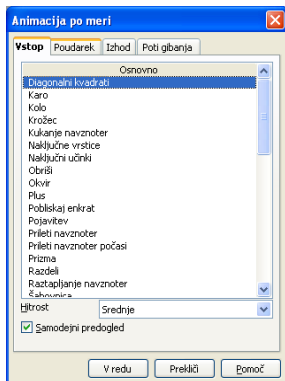 Animacija po meri
Vstop Poudarek Izhod Poti gibanja
Osnovno
Diagonalni kvadrati
Karo
Kolo
Krožec
Kukanje navznoter
Naključne vrstice
Naključni učinki
Obriši
Okvir
Plus
Pobliskaj enkrat
Pojavitev
Prileti navznoter
Prileti navznoter počasi
Prizma
Razdeli
Raztapljanje navznoter
Šahovnica
Hitrost Srednje
Samodejni predogled
V redu Prekliči Pomoč